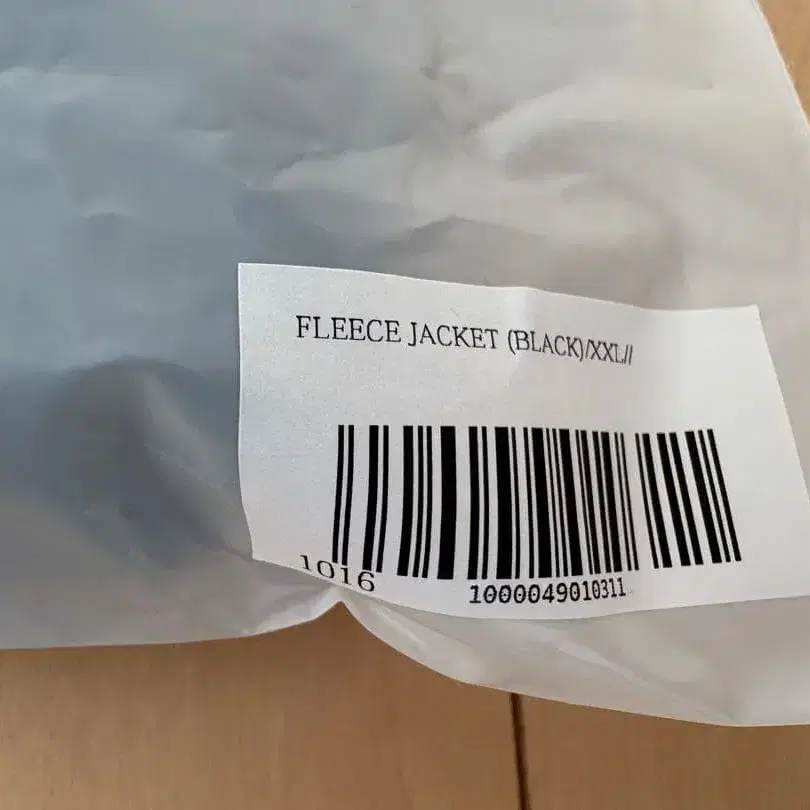 FLEECE JACKET (BLACK)/XXL//
1016
1000049010311